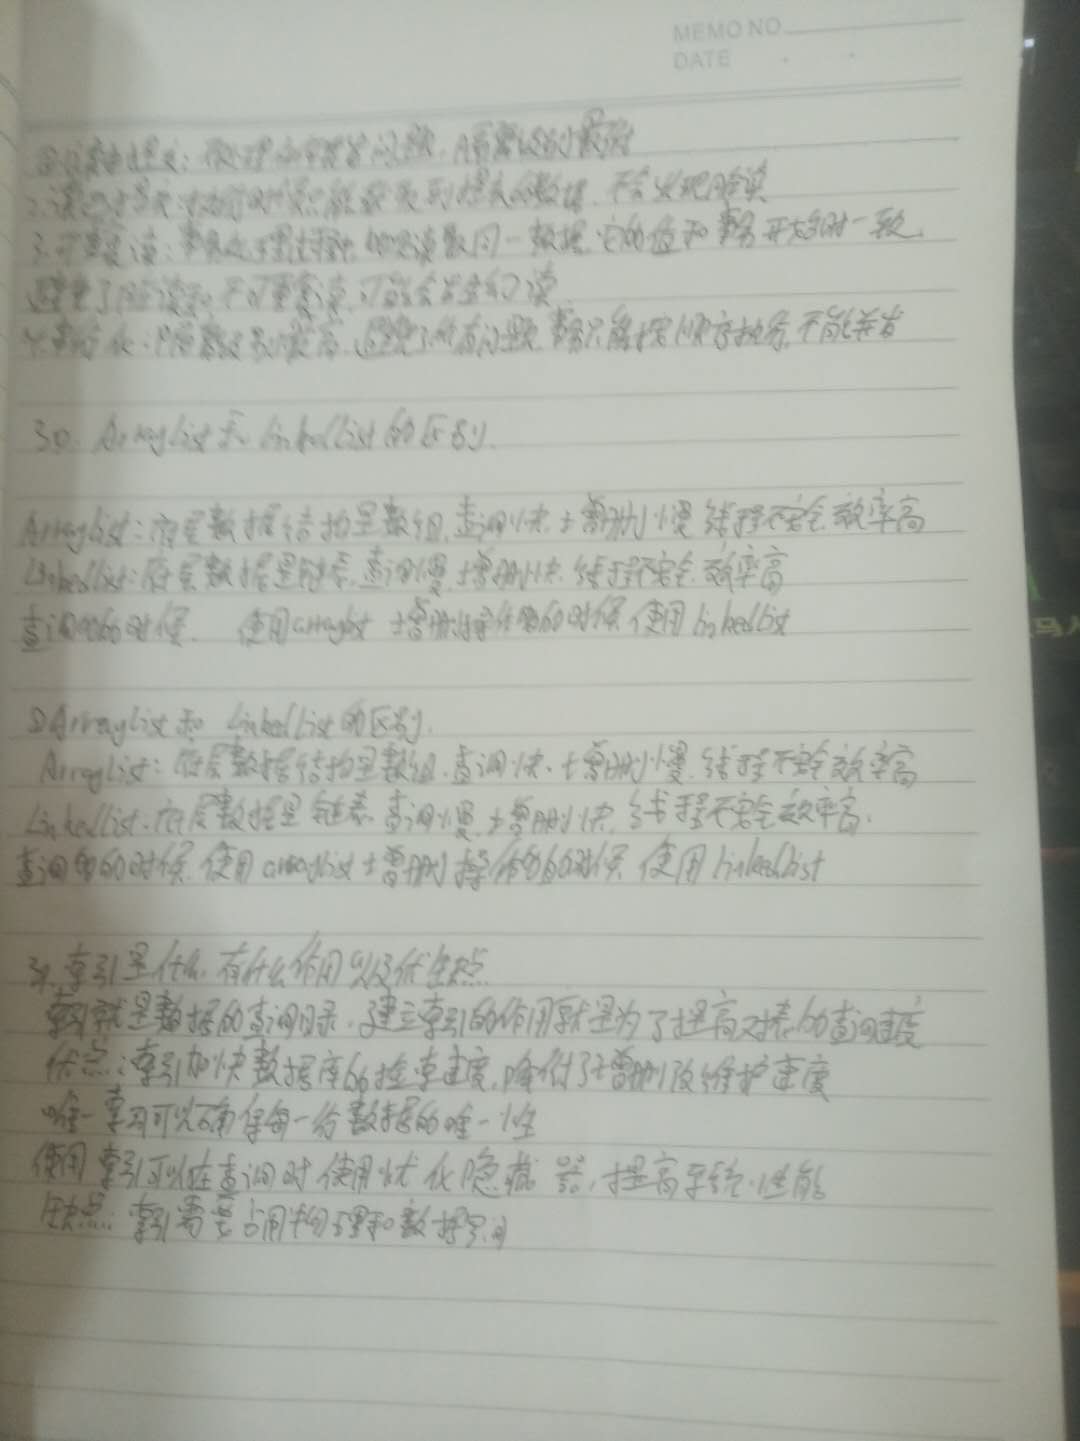 MEMO NO
DATE
读已提交: 只能获取到提交的数据,不会出现脏读
3.可重复读:事务处理过程中,多次读取同一数据,它的值和事务开始时一致,
避免了脏读和不可重复读,可能会发生幻读
4.串行化:隔离级别最高,避免了所有问题,事务只能按顺序执行,不能并发
30. ArrayList和linkedList的区别.
ArrayList:底层数据结构是数组,查询快,增删慢,线程不安全,效率高
LinkedList:底层数据是链表,查询慢,增删快,线程不安全,效率高
查询多的时候 使用arraylist 增删操作多的时候使用linkedlist
ArrayList和LinkedList的区别.
ArrayList:底层数据结构是数组,查询快,增删慢,线程不安全效率高
LinkedList.底层数据是链表 查询慢,增删快,线程不安全效率高.
查询多的时候 使用arraylist增删操作多的时候 使用linkedlist
31.索引是什么,有什么作用以及优缺点
索引就是数据的查询目录,建立索引的作用就是为了提高对表的查询速度
优点:索引加快数据库的检索速度,降低了增删改维护速度
唯一索引可以确保每一行数据的唯一性
使用索引可以在查询时使用优化隐藏器,提高系统性能
缺点:索引需要占用物理和数据空间